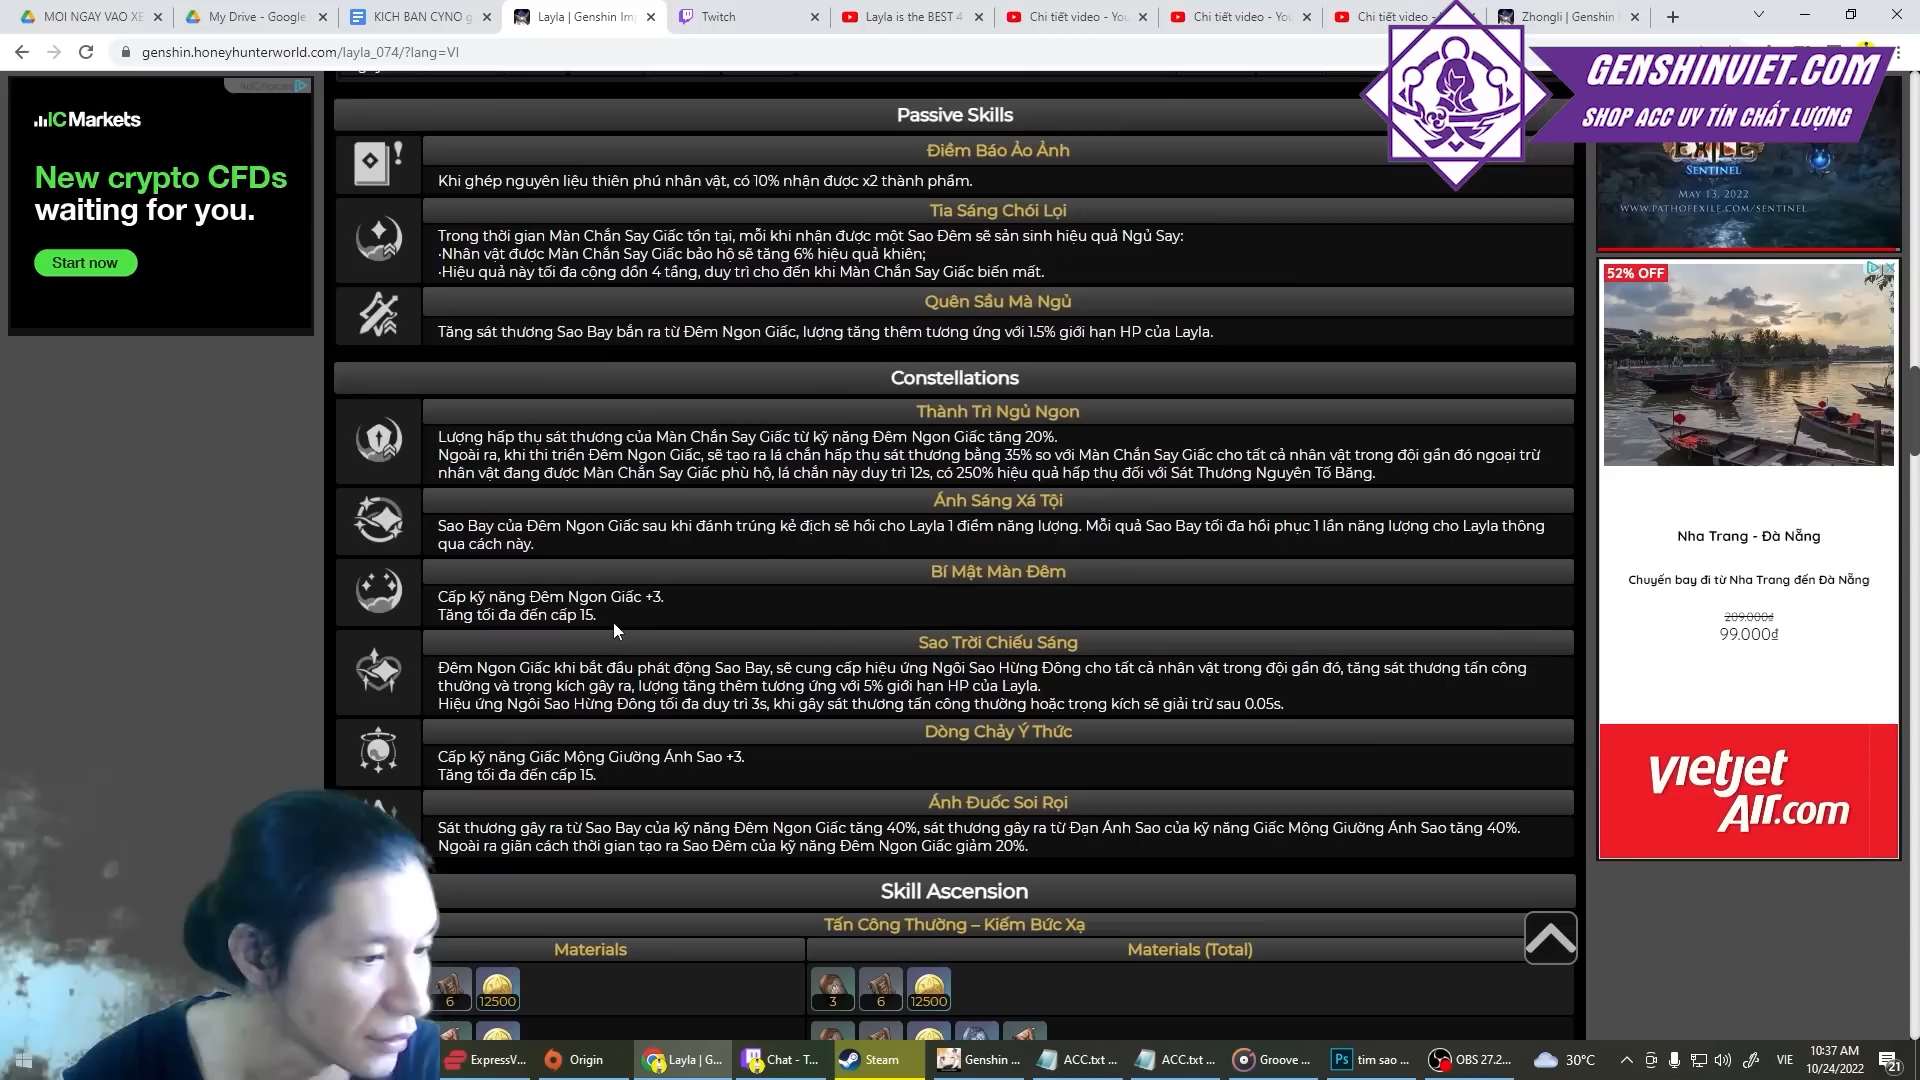 MOI NGAY VAO XE
My Drive - Google
KICH BAN CYNO g
Layla | Genshin Im
Twitch
Layla is the BEST 4
Chi tiết video - You
Chi tiết video - You
Chi tiết video
Zhongli | Genshin
genshin.honeyhunterworld.com/layla_074/?lang=VI
GENSHINVIET.COM
SHOP ACC UY TÍN CHẤT LƯỢNG
IC Markets
New crypto CFDs
waiting for you.
Start now
Passive Skills
Điềm Báo Ảo Ảnh
Khi ghép nguyên liệu thiên phú nhân vật, có 10% nhận được x2 thành phẩm.
Tia Sáng Chói Lọi
Trong thời gian Màn Chắn Say Giấc tồn tại, mỗi khi nhận được một Sao Đêm sẽ sản sinh hiệu quả Ngủ Say:
·Nhân vật được Màn Chắn Say Giấc bảo hộ sẽ tăng 6% hiệu quả khiên;
·Hiệu quả này tối đa cộng dồn 4 tầng, duy trì cho đến khi Màn Chắn Say Giấc biến mất.
Quên Sầu Mà Ngủ
Tăng sát thương Sao Bay bắn ra từ Đêm Ngon Giấc, lượng tăng thêm tương ứng với 1.5% giới hạn HP của Layla.
Constellations
Thành Trì Ngủ Ngon
Lượng hấp thụ sát thương của Màn Chắn Say Giấc từ kỹ năng Đêm Ngon Giấc tăng 20%.
Ngoài ra, khi thi triển Đêm Ngon Giấc, sẽ tạo ra lá chắn hấp thụ sát thương bằng 35% so với Màn Chắn Say Giấc cho tất cả nhân vật trong đội gần đó ngoại trừ
nhân vật đang được Màn Chắn Say Giấc phù hộ, lá chắn này duy trì 12s, có 250% hiệu quả hấp thụ đối với Sát Thương Nguyên Tố Băng.
Ánh Sáng Xá Tội
Sao Bay của Đêm Ngon Giấc sau khi đánh trúng kẻ địch sẽ hồi cho Layla 1 điểm năng lượng. Mỗi quả Sao Bay tối đa hồi phục 1 lần năng lượng cho Layla thông
qua cách này.
Bí Mật Màn Đêm
Cấp kỹ năng Đêm Ngon Giấc +3.
Tăng tối đa đến cấp 15.
Sao Trời Chiếu Sáng
Đêm Ngon Giấc khi bắt đầu phát động Sao Bay, sẽ cung cấp hiệu ứng Ngôi Sao Hừng Đông cho tất cả nhân vật trong đội gần đó, tăng sát thương tấn công
thường và trọng kích gây ra, lượng tăng thêm tương ứng với 5% giới hạn HP của Layla.
Hiệu ứng Ngôi Sao Hừng Đông tối đa duy trì 3s, khi gây sát thương tấn công thường hoặc trọng kích sẽ giải trừ sau 0.05s.
Dòng Chảy Ý Thức
Cấp kỹ năng Giấc Mộng Giường Ánh Sao +3.
Tăng tối đa đến cấp 15.
Ánh Đuốc Soi Rọi
Sát thương gây ra từ Sao Bay của kỹ năng Đêm Ngon Giấc tăng 40%, sát thương gây ra từ Đạn Ánh Sao của kỹ năng Giấc Mộng Giường Ánh Sao tăng 40%.
Ngoài ra giãn cách thời gian tạo ra Sao Đêm của kỹ năng Đêm Ngon Giấc giảm 20%.
Skill Ascension
Tấn Công Thường – Kiếm Bức Xạ
Materials
Materials (Total)
6
12500
3
6
12500
SENTINEL
MAY 13, 2022
WWW.PATHOFEXILE.COM/SENTINEL
52% OFF
Nha Trang - Đà Nẵng
Chuyến bay đi từ Nha Trang đến Đà Nẵng
209.000đ
99.000đ
vietjet
Air.com
ExpressV...
Origin
Layla | G...
Chat - T...
Steam
Genshin ...
ACC.txt ...
ACC.txt ...
Groove ...
Ps
tim sao ...
OBS 27.2...
30°C
VIE
10:37 AM
10/24/2022
21